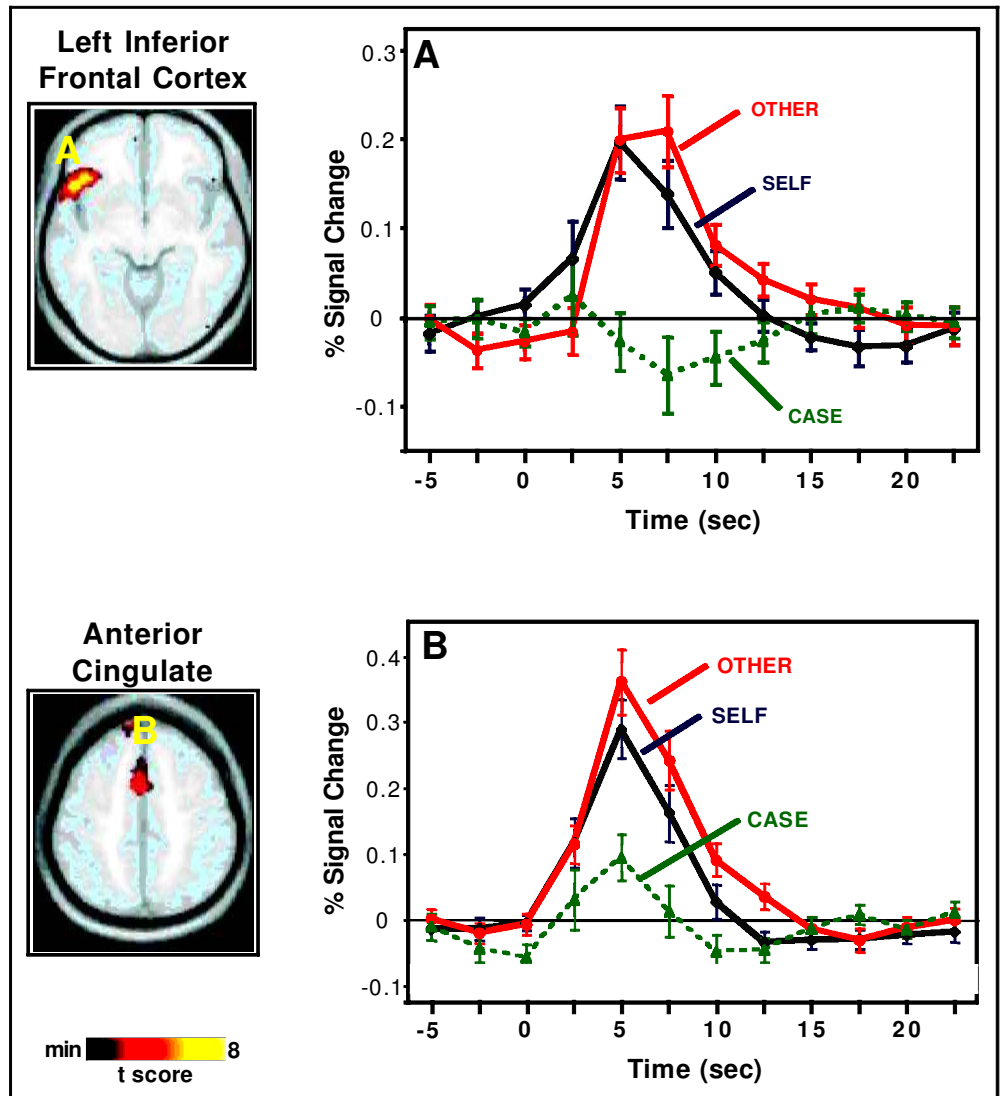 Left Inferior
Frontal Cortex
A
A
0.3
0.2
0.1
0
-0.1
% Signal Change
OTHER
SELF
CASE
-5 0 5 10 15 20
Time (sec)
Anterior
Cingulate
B
B
0.4
0.3
0.2
0.1
0
-0.1
% Signal Change
OTHER
SELF
CASE
-5 0 5 10 15 20
Time (sec)
min 8
t score